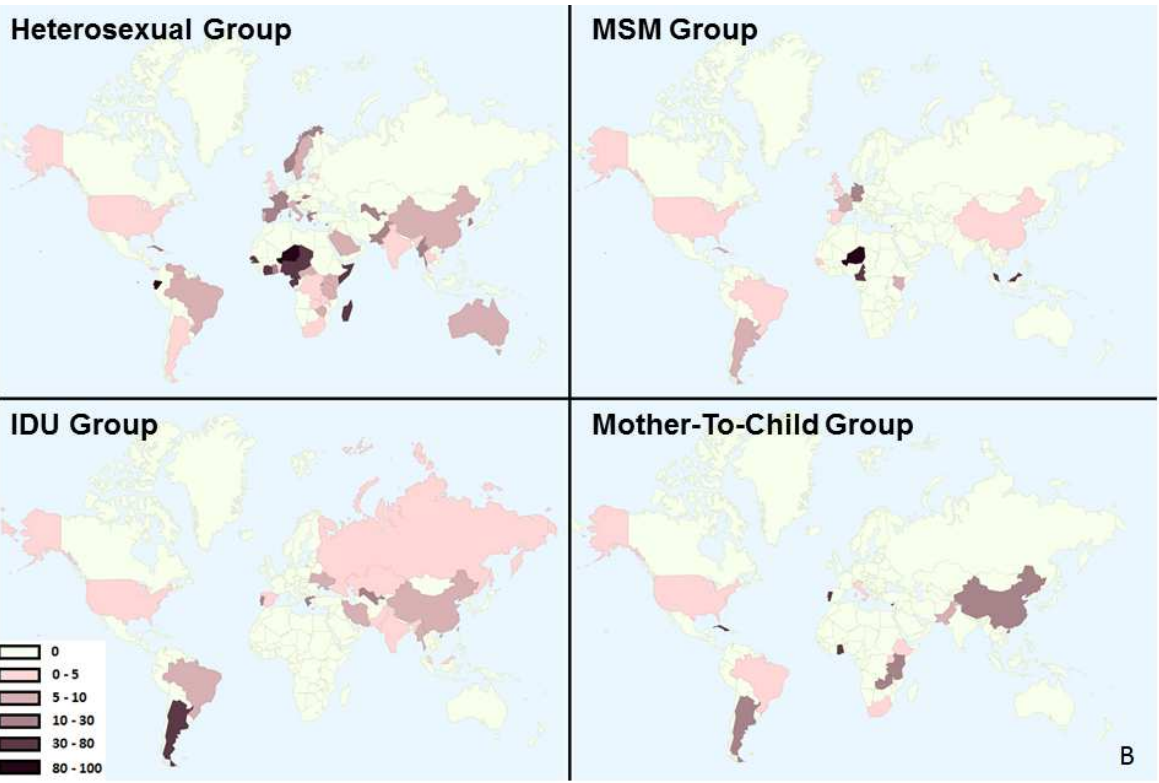 Heterosexual Group
MSM Group
IDU Group
Mother-To-Child Group
0
0 - 5
5 - 10
10 - 30
30 - 80
80 - 100
B